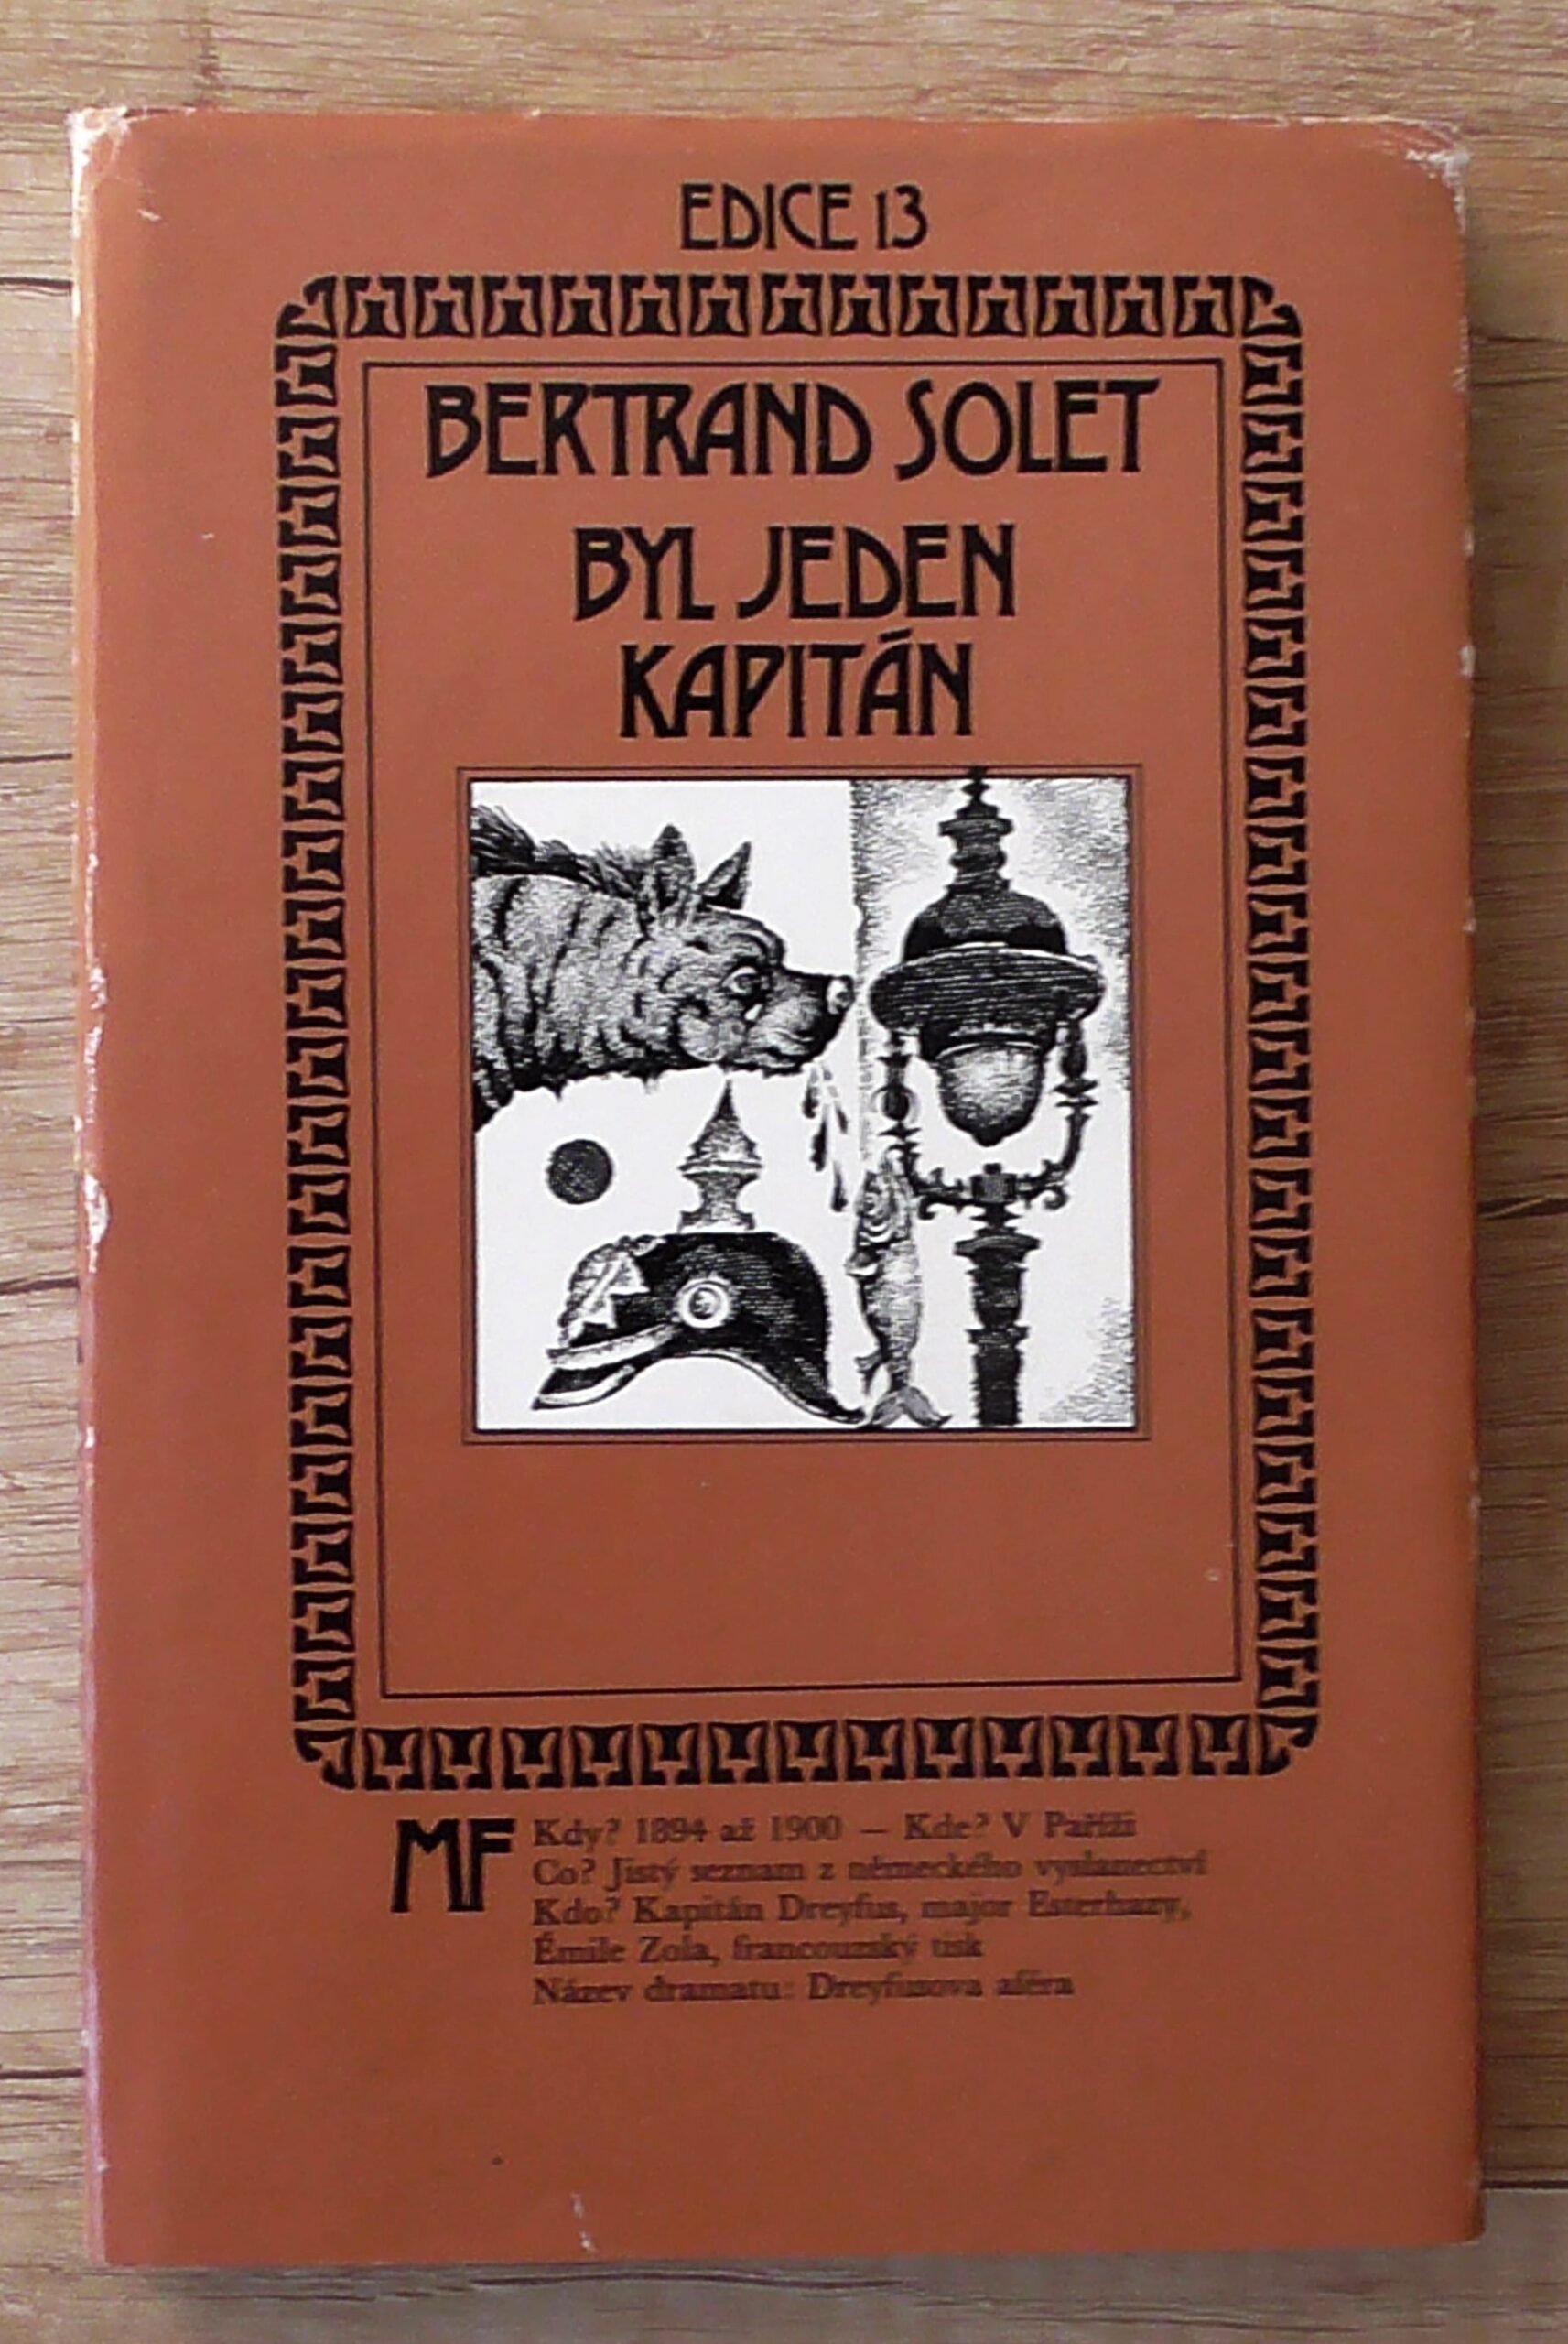 EDICE 13
BERTRAND SOLET
BYL JEDEN
KAPITÁN
MF
Kdy? 1894 až 1900 — Kde? V Paříži
Co? Jistý seznam z německého vyslanectví
Kdo? Kapitán Dreyfus, major Esterhazy,
Émile Zola, francouzský tisk
Název dramatu: Dreyfusova aféra